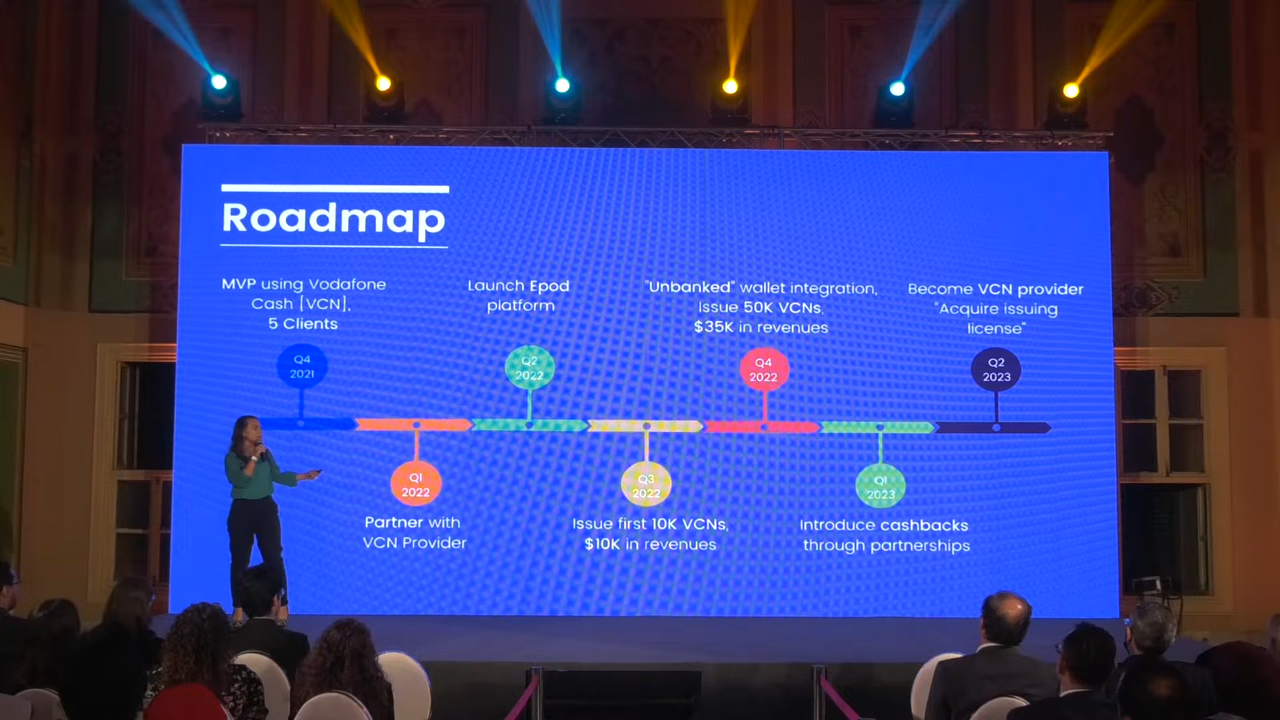 Roadmap
MVP using Vodafone
Cash [VCN],
5 Clients
Q4
2021
Q1
2022
Partner with
VCN Provider
Launch Epod
platform
Q2
2022
Q3
2022
Issue first 10K VCNs,
$10K in revenues
"Unbanked" wallet integration,
Issue 50K VCNs,
$35K in revenues
Q4
2022
Q1
2023
Introduce cashbacks
through partnerships
Become VCN provider
"Acquire issuing
license"
Q2
2023